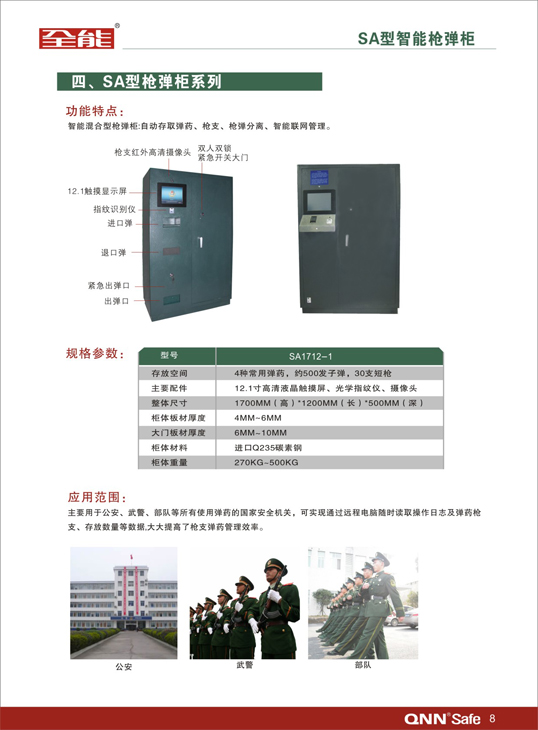 全能®
SA型智能枪弹柜
四、SA型枪弹柜系列
功能特点：
智能混合型枪弹柜:自动存取弹药、枪支、枪弹分离、智能联网管理。
枪支红外高清摄像头
双人双锁
紧急开关大门
12.1触摸显示屏
指纹识别仪
进口弹
退口弹
紧急出弹口
出弹口
规格参数：
型号 SA1712-1
存放空间 4种常用弹药，约500发子弹，30支短枪
主要配件 12.1寸高清液晶触摸屏、光学指纹仪、摄像头
整体尺寸 1700MM（高）*1200MM（长）*500MM（深）
柜体板材厚度 4MM~6MM
大门板材厚度 6MM~10MM
柜体材料 进口Q235碳素钢
柜体重量 270KG~500KG
应用范围：
主要用于公安、武警、部队等所有使用弹药的国家安全机关，可实现通过远程电脑随时读取操作日志及弹药枪
支、存放数量等数据,大大提高了枪支弹药管理效率。
公安
武警
部队
QNN®Safe 8